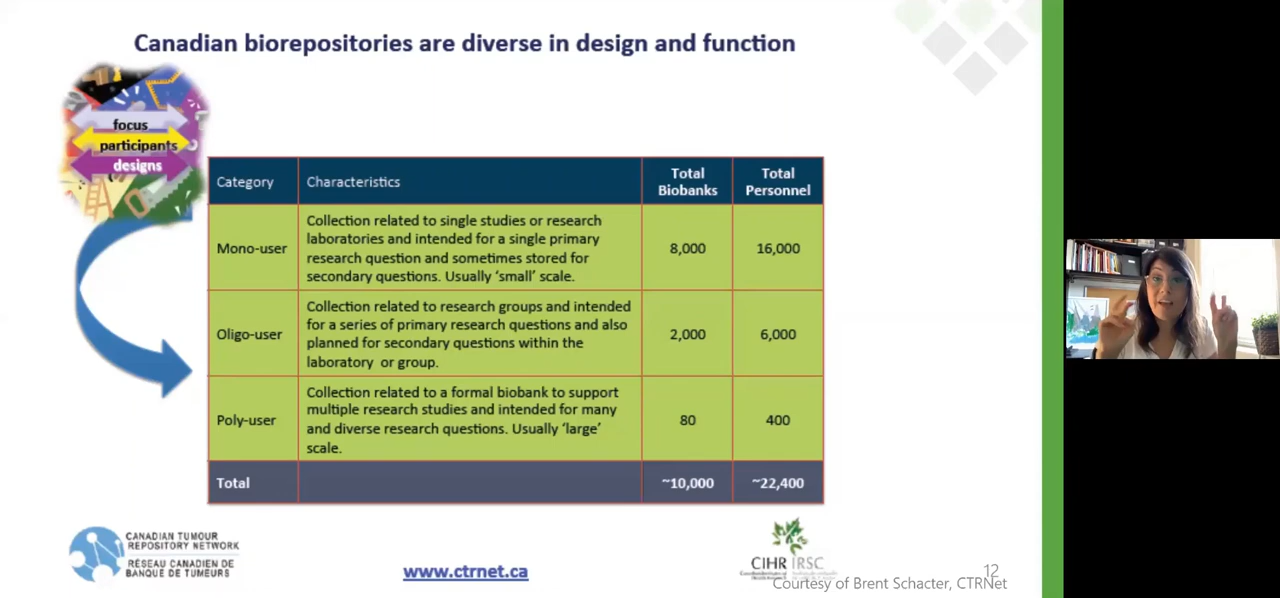 Canadian biorepositories are diverse in design and function
focus
participants
designs
Category
Characteristics
Total
Biobanks
Total
Personnel
Mono-user
Collection related to single studies or research
laboratories and intended for a single primary
research question and sometimes stored for
secondary questions. Usually ‘small’ scale.
8,000
16,000
Oligo-user
Collection related to research groups and intended
for a series of primary research questions and also
planned for secondary questions within the
laboratory or group.
2,000
6,000
Poly-user
Collection related to a formal biobank to support
multiple research studies and intended for many
and diverse research questions. Usually ‘large’
scale.
80
400
Total
~10,000
~22,400
CANADIAN TUMOUR
REPOSITORY NETWORK
RÉSEAU CANADIEN DE
BANQUE DE TUMEURS
www.ctrnet.ca
CIHR IRSC
12
Courtesy of Brent Schacter, CTRNet